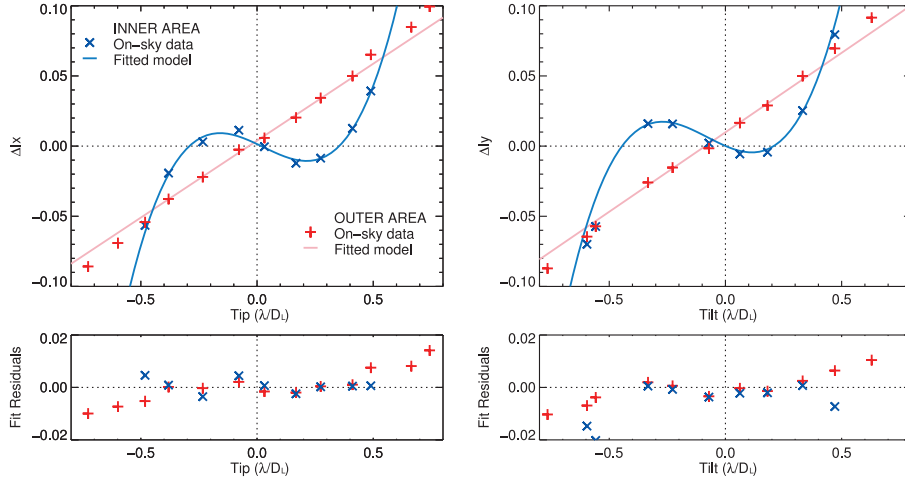 INNER AREA
On−sky data
Fitted model
OUTER AREA
On−sky data
Fitted model
ΔIx
0.10
0.05
0.00
−0.05
−0.10
−0.5
0.0
0.5
Tip (λ/DL)
ΔIy
0.10
0.05
0.00
−0.05
−0.10
−0.5
0.0
0.5
Tilt (λ/DL)
Fit Residuals
0.02
0.00
−0.02
−0.5
0.0
0.5
Tip (λ/DL)
Fit Residuals
0.02
0.00
−0.02
−0.5
0.0
0.5
Tilt (λ/DL)